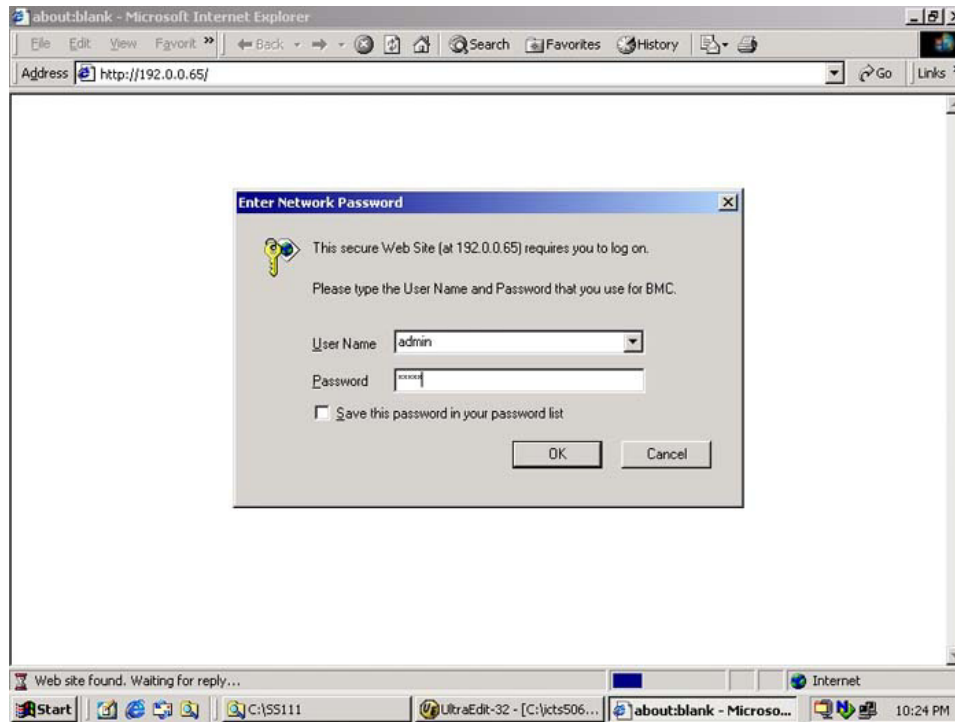 about:blank - Microsoft Internet Explorer
File Edit View Favorit » Back Search Favorites History
Address http://192.0.0.65/ Go Links
Enter Network Password
This secure Web Site (at 192.0.0.65) requires you to log on.
Please type the User Name and Password that you use for BMC.
User Name admin
Password *****
Save this password in your password list
OK Cancel
Web site found. Waiting for reply... Internet
Start C:\SS111 UltraEdit-32 - [C:\icts506... about:blank - Microso... 10:24 PM